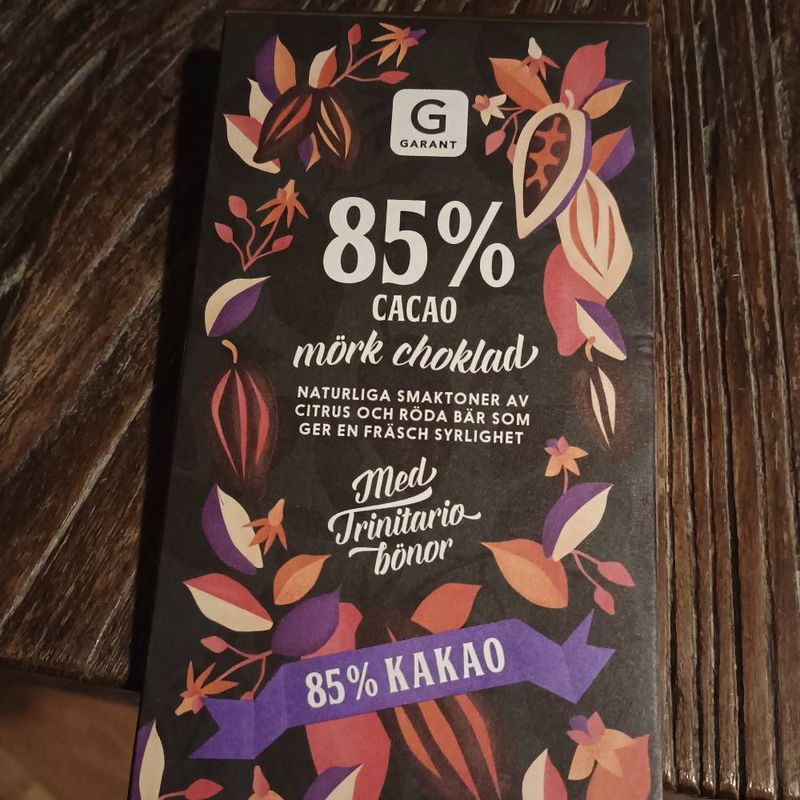 G
GARANT
85%
CACAO
mörk choklad
NATURLIGA SMAKTONER AV
CITRUS OCH RÖDA BÄR SOM
GER EN FRÄSCH SYRLIGHET
Med
Trinitario
bönor
85% KAKAO